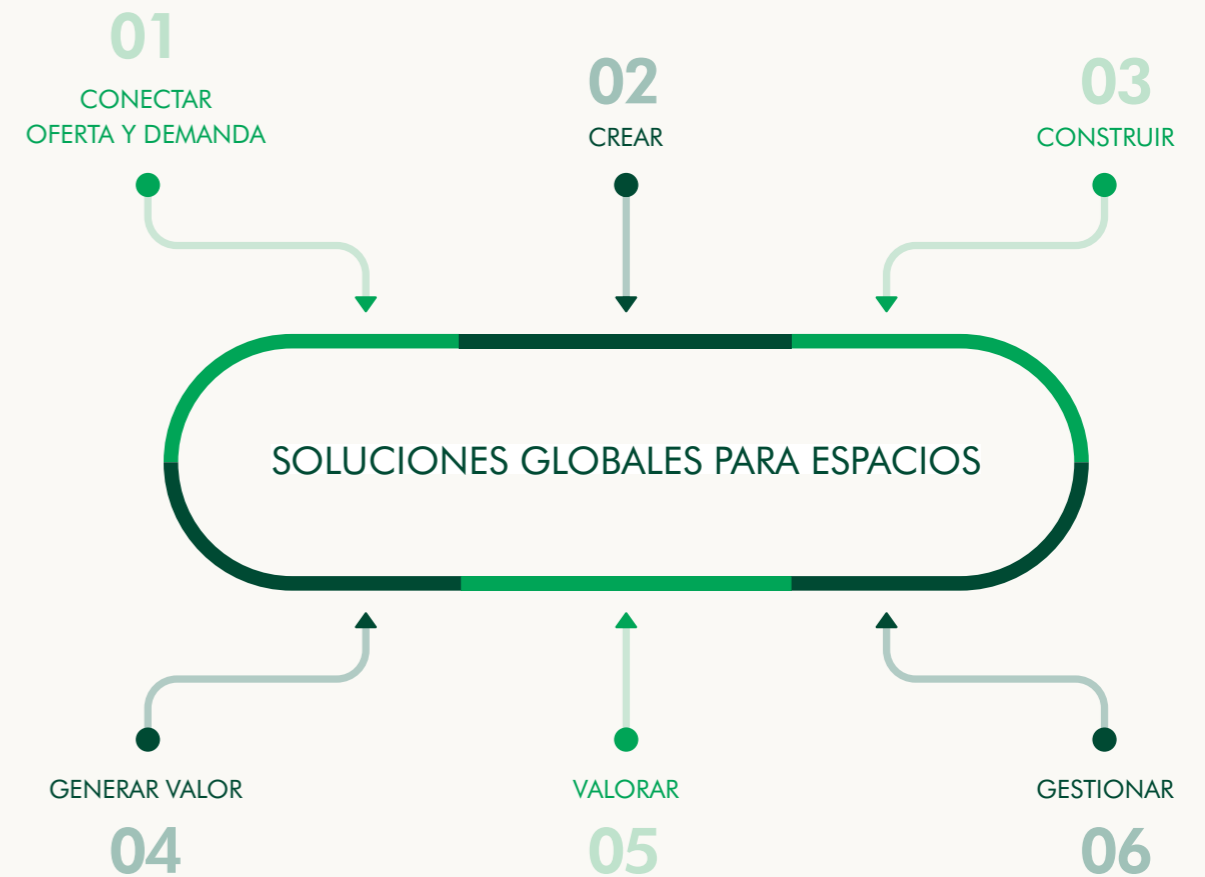 01
CONECTAR
OFERTA Y DEMANDA
02
CREAR
03
CONSTRUIR
SOLUCIONES GLOBALES PARA ESPACIOS
GENERAR VALOR
04
VALORAR
05
GESTIONAR
06